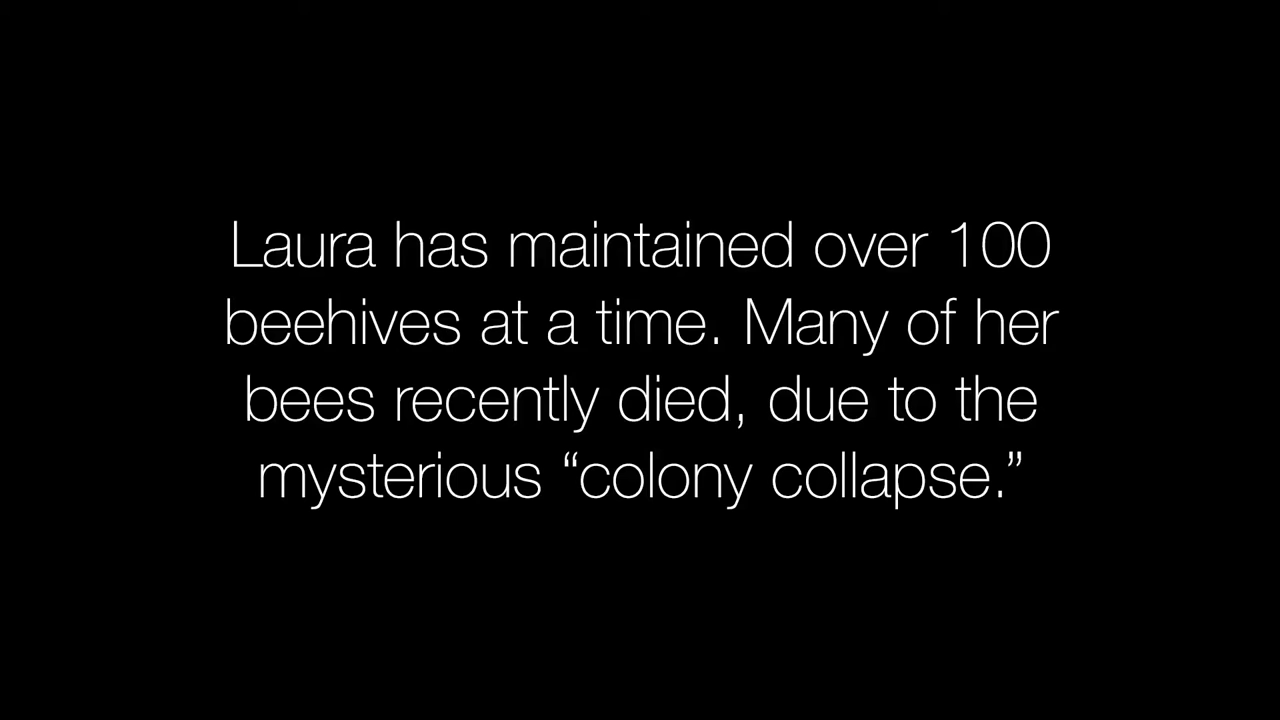 Laura has maintained over 100
beehives at a time. Many of her
bees recently died, due to the
mysterious “colony collapse.”